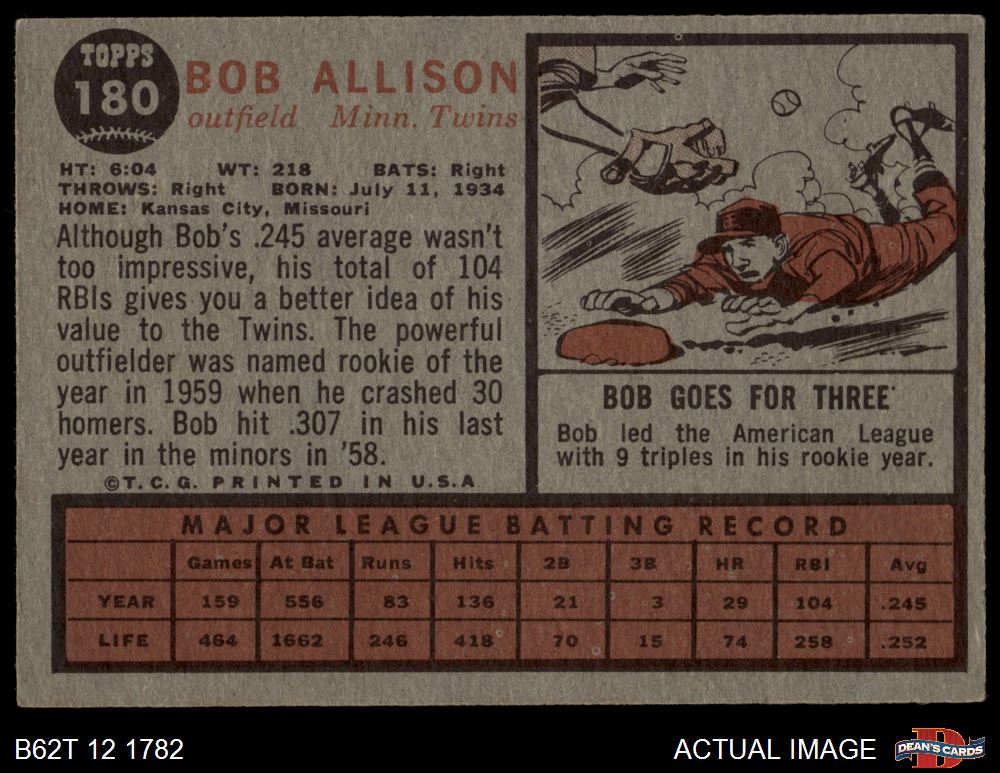 TOPPS
180
BOB ALLISON
outfield Minn. Twins
HT: 6:04 WT: 218 BATS: Right
THROWS: Right BORN: July 11, 1934
HOME: Kansas City, Missouri
Although Bob's .245 average wasn't
too impressive, his total of 104
RBIs gives you a better idea of his
value to the Twins. The powerful
outfielder was named rookie of the
year in 1959 when he crashed 30
homers. Bob hit .307 in his last
year in the minors in '58.
©T.C.G. PRINTED IN U.S.A.
BOB GOES FOR THREE
Bob led the American League
with 9 triples in his rookie year.
MAJOR LEAGUE BATTING RECORD
Games At Bat Runs Hits 2B 3B HR RBI Avg
YEAR 159 556 83 136 21 3 29 104 .245
LIFE 464 1662 246 418 70 15 74 258 .252
B62T 12 1782
ACTUAL IMAGE
D
DEAN'S CARDS